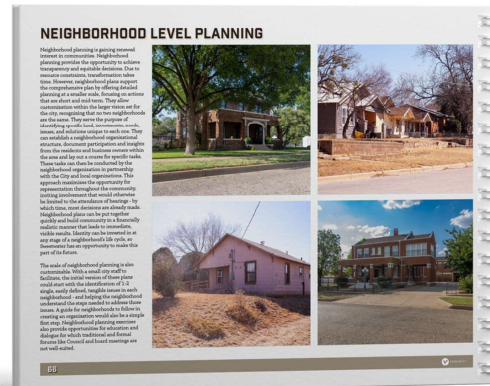 NEIGHBORHOOD LEVEL PLANNING
Neighborhood planning is gaining renewed
interest in communities. Neighborhood
planning provides the opportunity to achieve
transparency and equitable decisions. Due to
resource constraints, transformation takes
time. However, neighborhood plans support
the comprehensive plan by offering detailed
planning at a smaller scale, focusing on actions
that are short and mid-term. They allow
customization within the larger vision set for
the city, recognizing that no two neighborhoods
are the same. They serve the purpose of
issues, and solutions unique to each one. They
can establish a neighborhood organizational
structure, document participation and insights
from the residents and business owners within
the area and lay out a course for specific tasks.
These tasks can then be conducted by the
neighborhood organization in partnership
with the City and local organizations. This
approach maximizes the opportunity for
representation throughout the community,
inviting involvement that would otherwise
be limited to the attendance of hearings - by
which time, most decisions are already made.
Neighborhood plans can be put together
quickly and build community in a financially
realistic manner that leads to immediate,
visible results. Identity can be invested in at
any stage of a neighborhood's life cycle, so
Sweetwater has an opportunity to make this
part of its future.
The scale of neighborhood planning is also
customizable. With a small city staff to
facilitate, the initial version of these plans
could start with the identification of 1-2
single, easily defined, tangible issues in each
neighborhood - and helping the neighborhood
understand the steps needed to address those
issues. A guide for neighborhoods to follow in
creating an organization would also be a simple
first step. Neighborhood planning exercises
also provide opportunities for education and
dialogue for which traditional and formal
forums like Council and board meetings are
not well-suited.
66